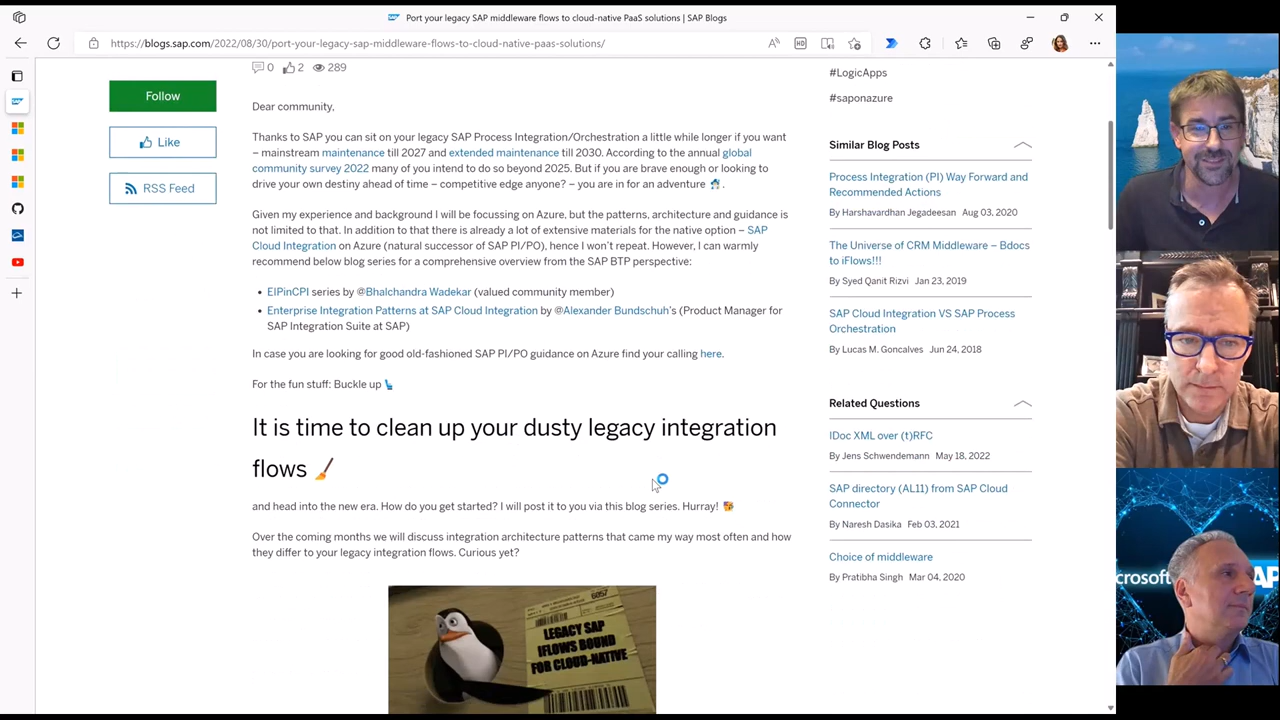 Port your legacy SAP middleware flows to cloud-native PaaS solutions | SAP Blogs
https://blogs.sap.com/2022/08/30/port-your-legacy-sap-middleware-flows-to-cloud-native-paas-solutions/
0 2 289
Follow
Like
RSS Feed
Dear community,
Thanks to SAP you can sit on your legacy SAP Process Integration/Orchestration a little while longer if you want
– mainstream maintenance till 2027 and extended maintenance till 2030. According to the annual global
community survey 2022 many of you intend to do so beyond 2025. But if you are brave enough or looking to
drive your own destiny ahead of time – competitive edge anyone? – you are in for an adventure 🧙.
Given my experience and background I will be focussing on Azure, but the patterns, architecture and guidance is
not limited to that. In addition to that there is already a lot of extensive materials for the native option – SAP
Cloud Integration on Azure (natural successor of SAP PI/PO), hence I won't repeat. However, I can warmly
recommend below blog series for a comprehensive overview from the SAP BTP perspective:
• EIPinCPI series by @Bhalchandra Wadekar (valued community member)
• Enterprise Integration Patterns at SAP Cloud Integration by @Alexander Bundschuh's (Product Manager for
SAP Integration Suite at SAP)
In case you are looking for good old-fashioned SAP PI/PO guidance on Azure find your calling here.
For the fun stuff: Buckle up 💺
It is time to clean up your dusty legacy integration
flows 🧹
and head into the new era. How do you get started? I will post it to you via this blog series. Hurray! 🥳
Over the coming months we will discuss integration architecture patterns that came my way most often and how
they differ to your legacy integration flows. Curious yet?
6057
LEGACY SAP
IFLOWS BOUND
FOR CLOUD-NATIVE
#LogicApps
#saponazure
Similar Blog Posts
Process Integration (PI) Way Forward and
Recommended Actions
By Harshavardhan Jegadeesan Aug 03, 2020
The Universe of CRM Middleware – Bdocs
to iFlows!!!
By Syed Qanit Rizvi Jan 23, 2019
SAP Cloud Integration VS SAP Process
Orchestration
By Lucas M. Goncalves Jun 24, 2018
Related Questions
IDoc XML over (t)RFC
By Jens Schwendemann May 18, 2022
SAP directory (AL11) from SAP Cloud
Connector
By Naresh Dasika Feb 03, 2021
Choice of middleware
By Pratibha Singh Mar 04, 2020
crosoft
SAP